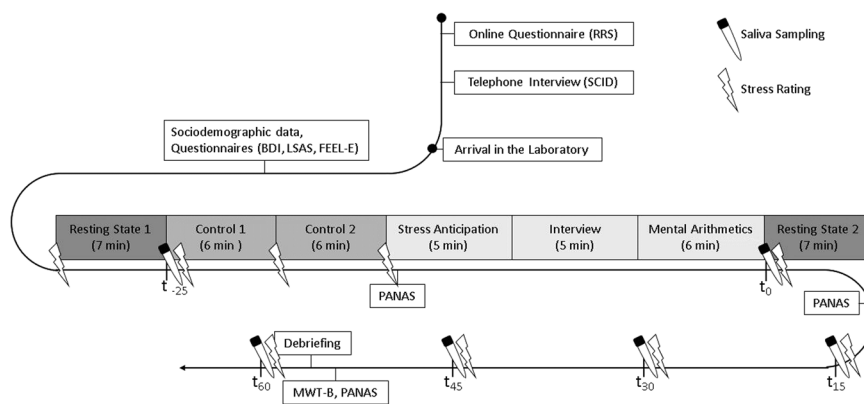 Online Questionnaire (RRS)
Saliva Sampling
Telephone Interview (SCID)
Stress Rating
Sociodemographic data,
Questionnaires (BDI, LSAS, FEEL-E)
Arrival in the Laboratory
Resting State 1
(7 min)
Control 1
(6 min )
Control 2
(6 min)
Stress Anticipation
(5 min)
Interview
(5 min)
Mental Arithmetics
(6 min)
Resting State 2
(7 min)
t-25
PANAS
t0
PANAS
Debriefing
t60
MWT-B, PANAS
t45
t30
t15